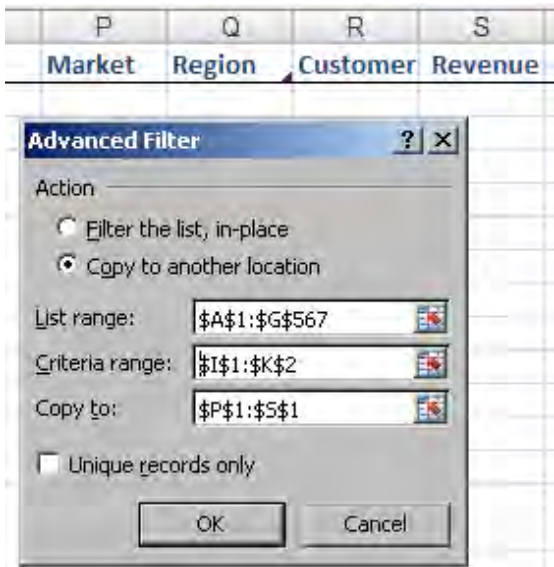 P Q R S
Market Region Customer Revenue
Advanced Filter ? ×
Action
Filter the list, in-place
Copy to another location
List range: $A$1:$G$567
Criteria range: $I$1:$K$2
Copy to: $P$1:$S$1
Unique records only
OK Cancel